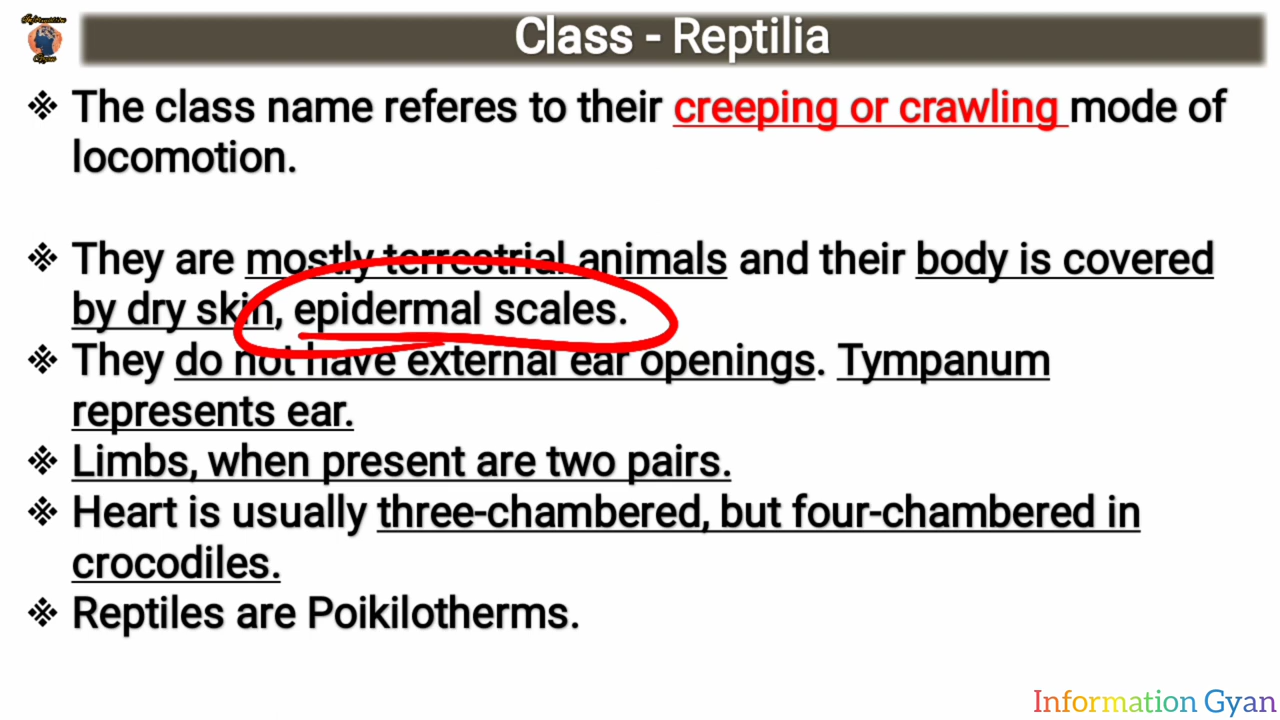 Information
Gyan
Class - Reptilia
❖ The class name referes to their creeping or crawling mode of
locomotion.
❖ They are mostly terrestrial animals and their body is covered
by dry skin, epidermal scales.
❖ They do not have external ear openings. Tympanum
represents ear.
❖ Limbs, when present are two pairs.
❖ Heart is usually three-chambered, but four-chambered in
crocodiles.
❖ Reptiles are Poikilotherms.
Information Gyan